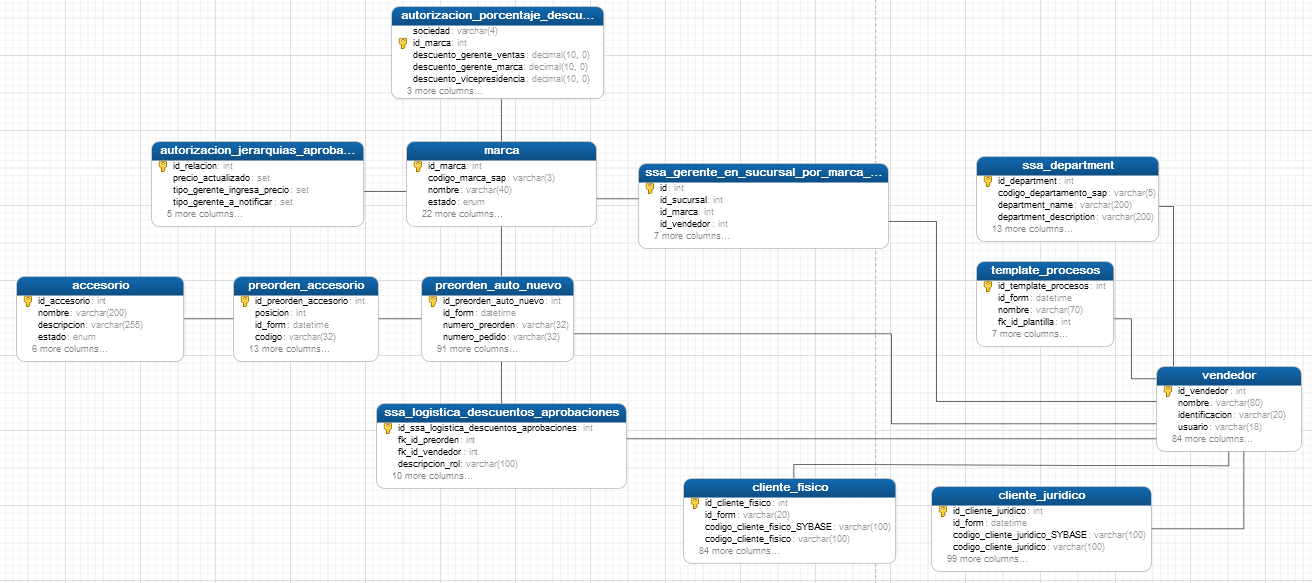 autorizacion_porcentaje_descu...
sociedad: varchar(4)
id_marca: int
descuento_gerente_ventas: decimal(10, 0)
descuento_gerente_marca: decimal(10, 0)
descuento_vicepresidencia: decimal(10, 0)
3 more columns...
autorizacion_jerarquias_aproba...
id_relacion: int
precio_actualizado: set
tipo_gerente_ingresa_precio: set
tipo_gerente_a_notificar: set
5 more columns...
marca
id_marca: int
codigo_marca_sap: varchar(3)
nombre: varchar(40)
estado: enum
22 more columns...
ssa_gerente_en_sucursal_por_marca_...
id: int
id_sucursal: int
id_marca: int
id_vendedor: int
7 more columns...
ssa_department
id_department: int
codigo_departamento_sap: varchar(5)
department_name: varchar(200)
department_description: varchar(200)
13 more columns...
template_procesos
id_template_procesos: int
id_form: datetime
nombre: varchar(70)
fk_id_plantilla: int
7 more columns...
accesorio
id_accesorio: int
nombre: varchar(200)
descripcion: varchar(255)
estado: enum
6 more columns...
preorden_accesorio
id_preorden_accesorio: int
posicion: int
id_form: datetime
codigo: varchar(32)
13 more columns...
preorden_auto_nuevo
id_preorden_auto_nuevo: int
id_form: datetime
numero_preorden: varchar(32)
numero_pedido: varchar(32)
91 more columns...
vendedor
id_vendedor: int
nombre: varchar(80)
identificacion: varchar(20)
usuario: varchar(18)
84 more columns...
ssa_logistica_descuentos_aprobaciones
id_ssa_logistica_descuentos_aprobaciones: int
fk_id_preorden: int
fk_id_vendedor: int
descripcion_rol: varchar(100)
10 more columns...
cliente_fisico
id_cliente_fisico: int
id_form: varchar(20)
codigo_cliente_fisico_SYBASE: varchar(100)
codigo_cliente_fisico: varchar(100)
84 more columns...
cliente_juridico
id_cliente_juridico: int
id_form: datetime
codigo_cliente_juridico_SYBASE: varchar(100)
codigo_cliente_juridico: varchar(100)
99 more columns...